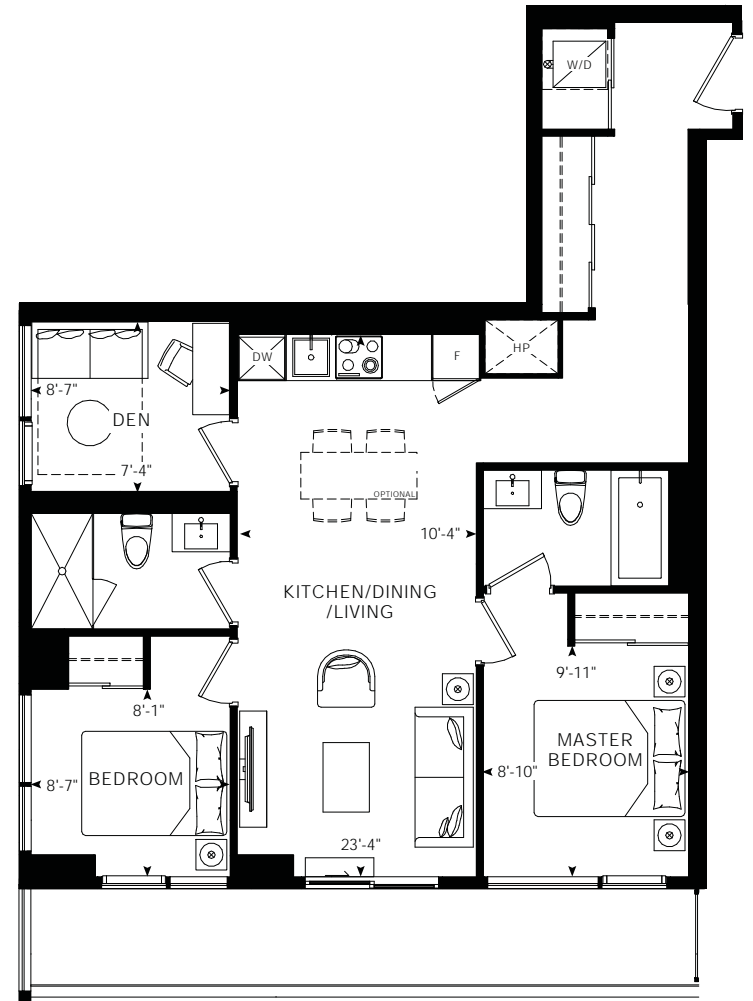 W/D
DW
F
HP
8'-7"
DEN
7'-4"
OPTIONAL
10'-4"
KITCHEN/DINING
/LIVING
9'-11"
8'-1"
MASTER
BEDROOM
8'-10"
BEDROOM
8'-7"
23'-4"